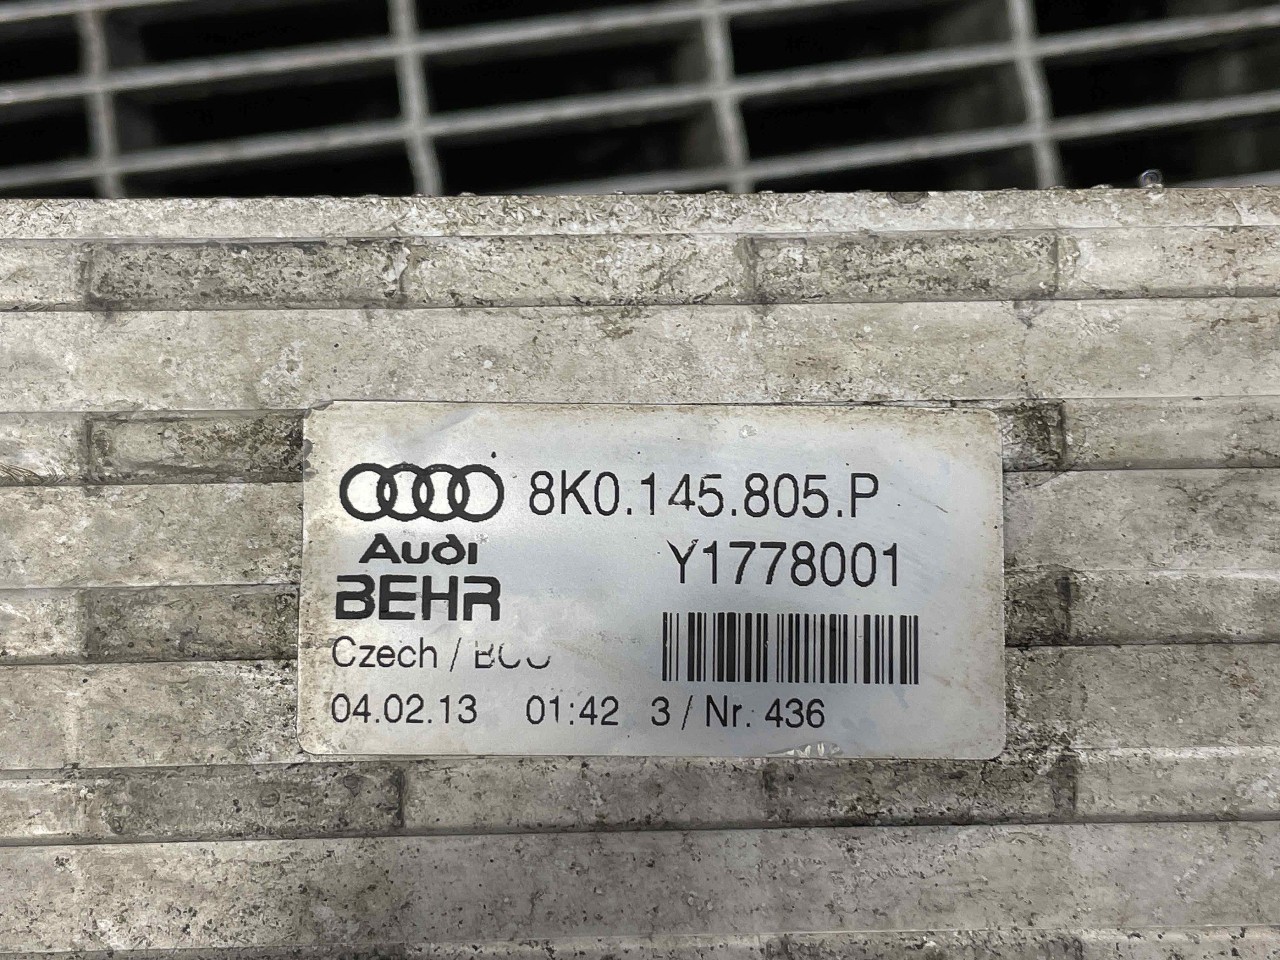 8K0.145.805.P
Audi
Y1778001
BEHR
Czech /
04.02.13 01:42 3 / Nr. 436